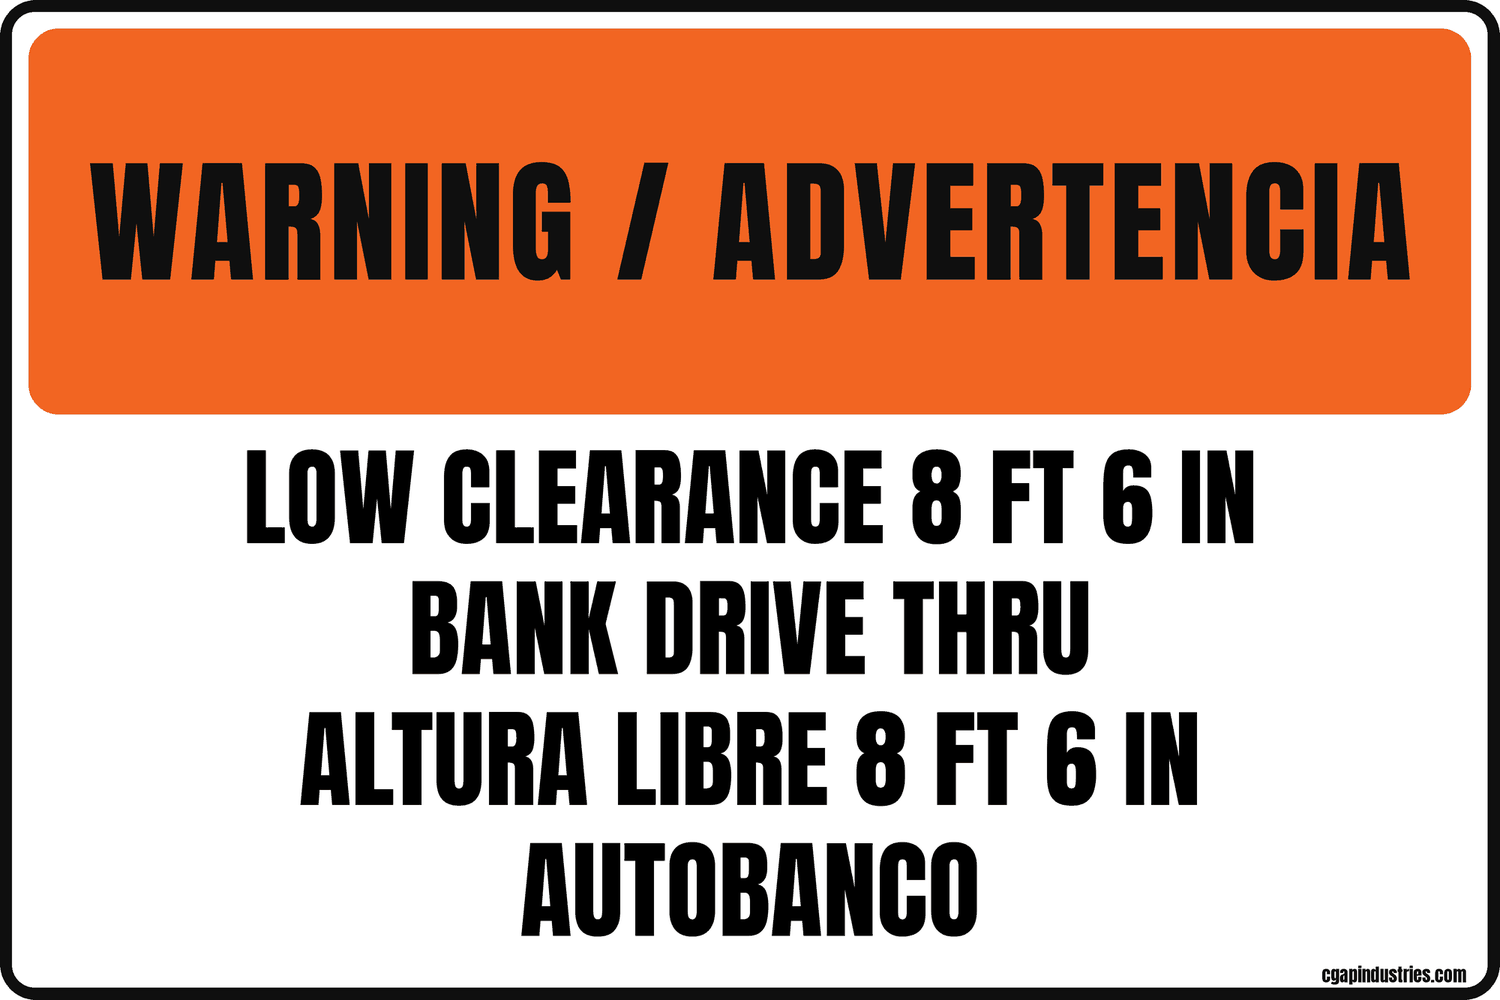 WARNING / ADVERTENCIA
LOW CLEARANCE 8 FT 6 IN
BANK DRIVE THRU
ALTURA LIBRE 8 FT 6 IN
AUTOBANCO
cgapindustries.com